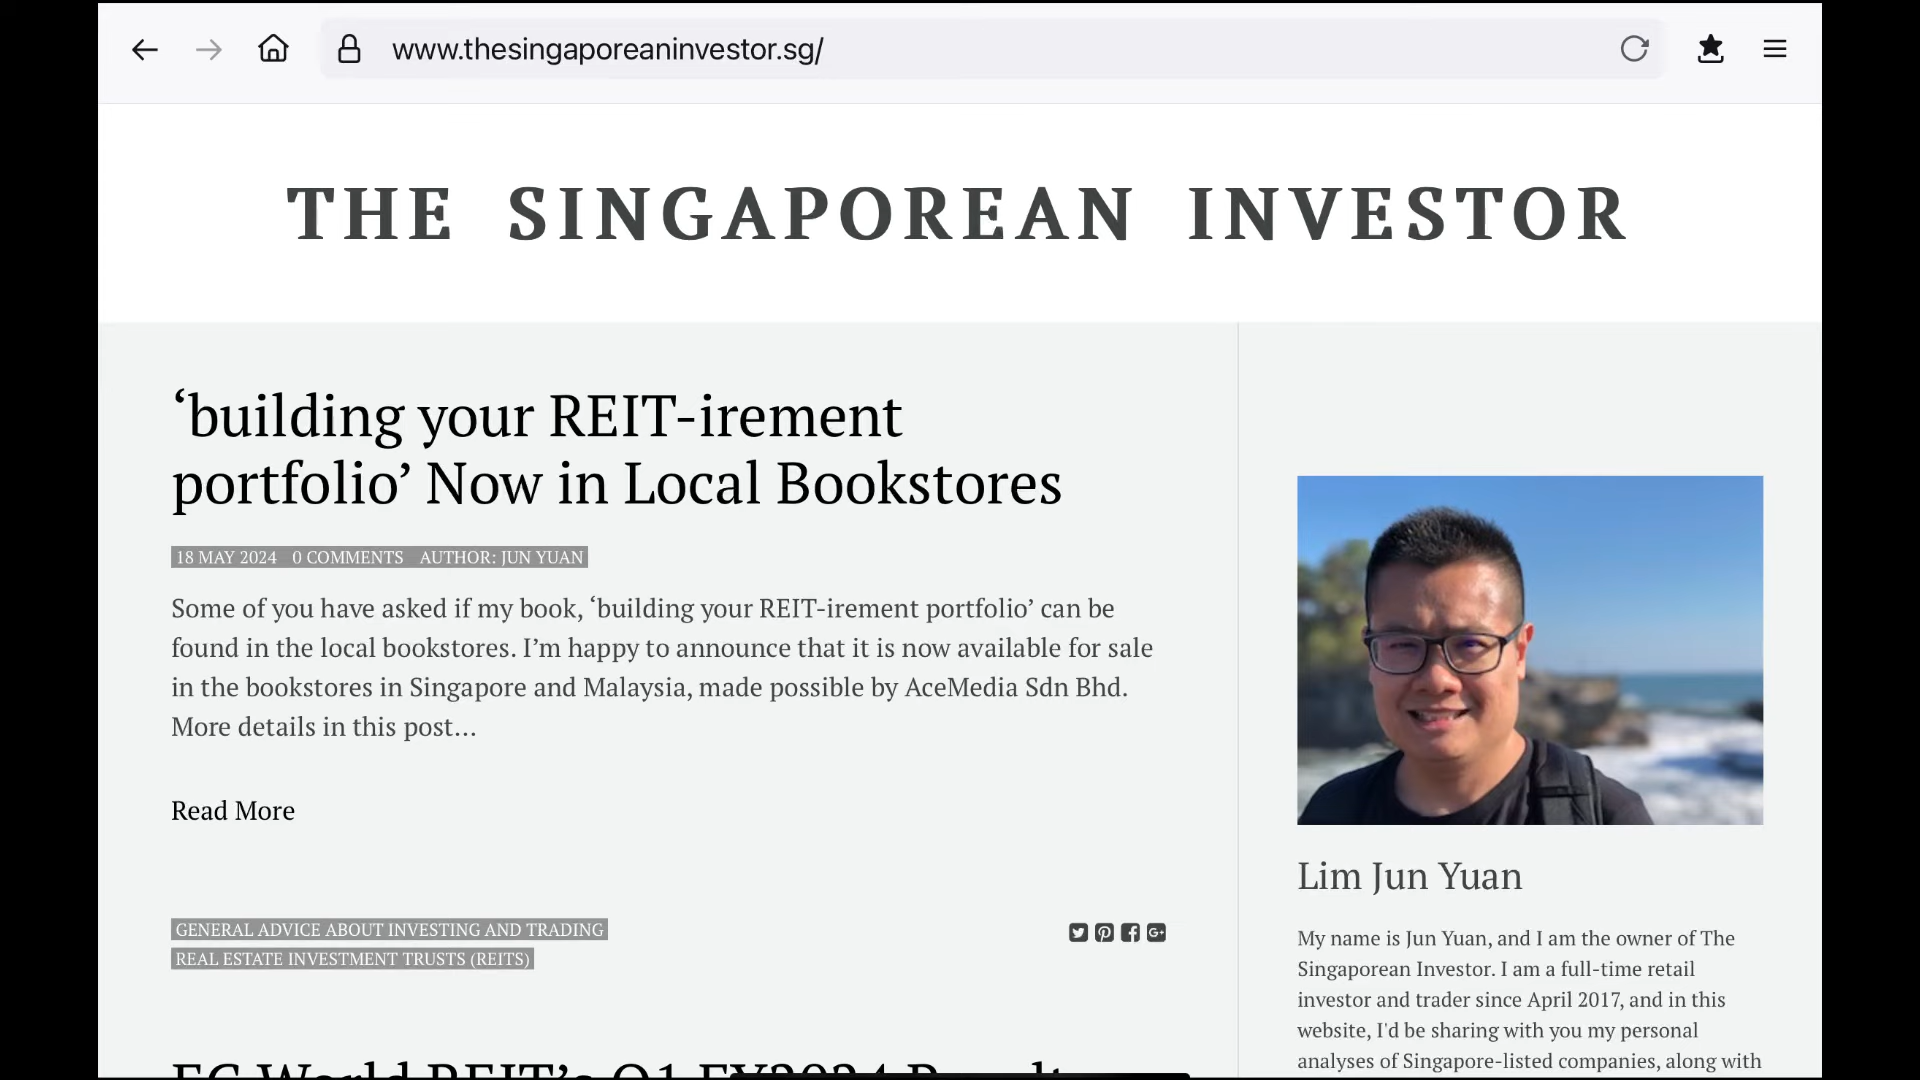 www.thesingaporeaninvestor.sg/
THE SINGAPOREAN INVESTOR
‘building your REIT-irement
portfolio’ Now in Local Bookstores
18 MAY 2024 0 COMMENTS AUTHOR: JUN YUAN
Some of you have asked if my book, ‘building your REIT-irement portfolio’ can be
found in the local bookstores. I’m happy to announce that it is now available for sale
in the bookstores in Singapore and Malaysia, made possible by AceMedia Sdn Bhd.
More details in this post…
Read More
GENERAL ADVICE ABOUT INVESTING AND TRADING
REAL ESTATE INVESTMENT TRUSTS (REITS)
EC World REIT’s Q1 FY2024 Result
Lim Jun Yuan
My name is Jun Yuan, and I am the owner of The
Singaporean Investor. I am a full-time retail
investor and trader since April 2017, and in this
website, I'd be sharing with you my personal
analyses of Singapore-listed companies, along with